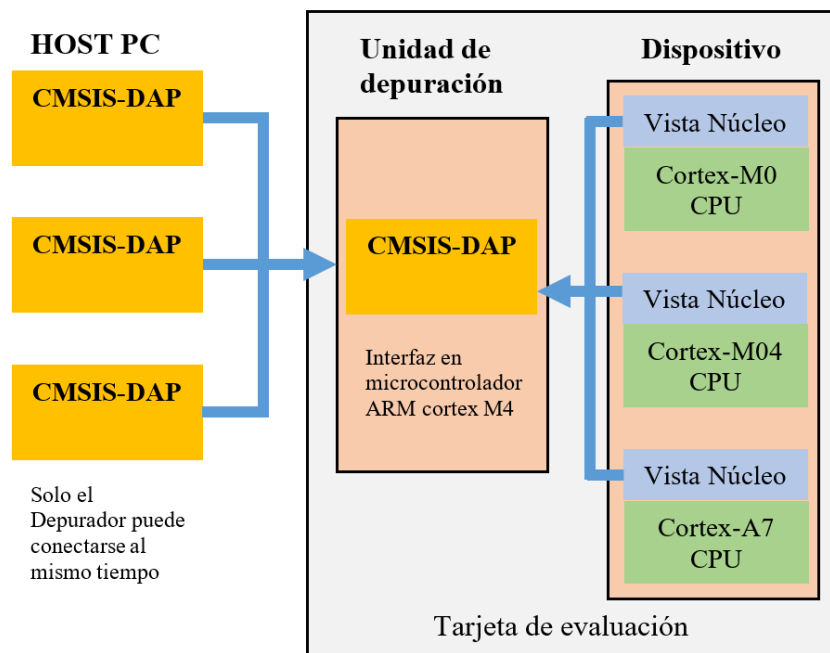 HOST PC
CMSIS-DAP
CMSIS-DAP
CMSIS-DAP
Solo el
Depurador puede
conectarse al
mismo tiempo
Unidad de
depuración
CMSIS-DAP
Interfaz en
microcontrolador
ARM cortex M4
Dispositivo
Vista Núcleo
Cortex-M0
CPU
Vista Núcleo
Cortex-M04
CPU
Vista Núcleo
Cortex-A7
CPU
Tarjeta de evaluación